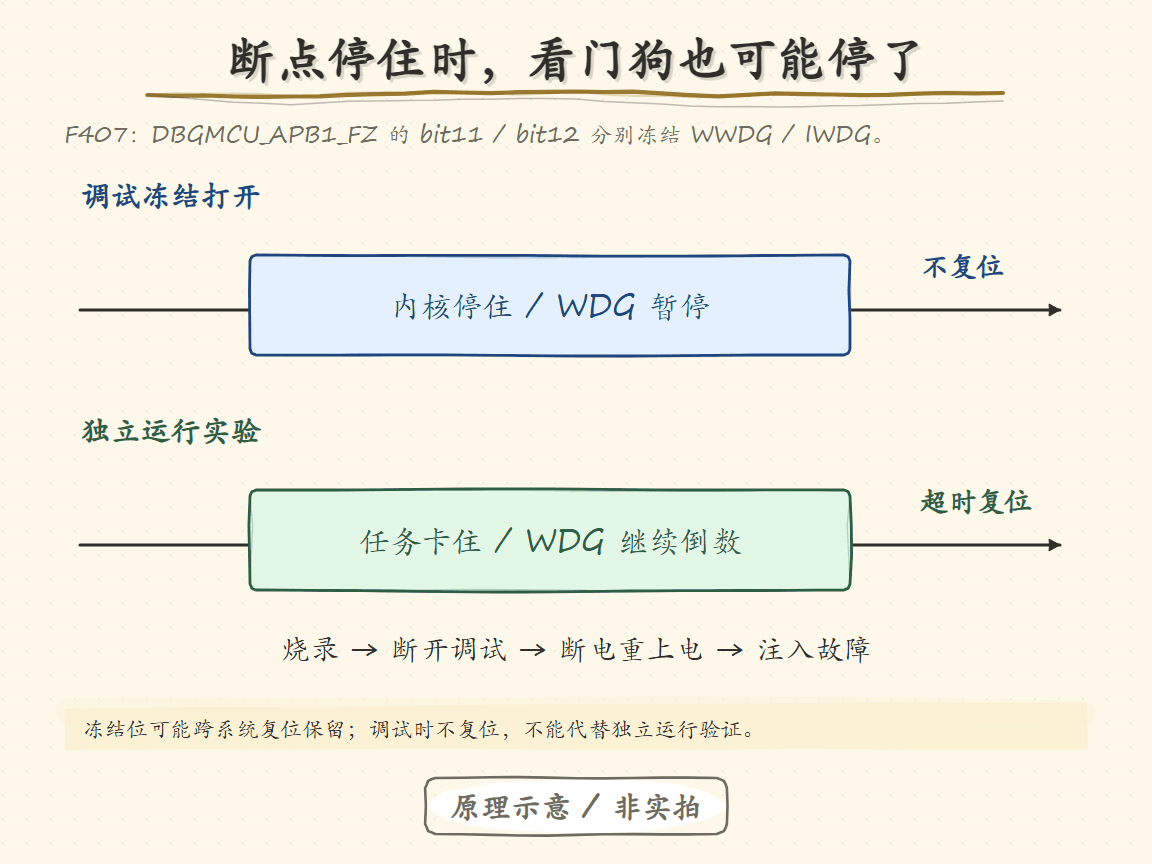 断点停住时，看门狗也可能停了
F407：DBGMCU_APB1_FZ 的 bit11 / bit12 分别冻结 WWDG / IWDG。
调试冻结打开
内核停住 / WDG 暂停
不复位
独立运行实验
任务卡住 / WDG 继续倒数
超时复位
烧录 → 断开调试 → 断电重上电 → 注入故障
冻结位可能跨系统复位保留；调试时不复位，不能代替独立运行验证。
原理示意 / 非实拍